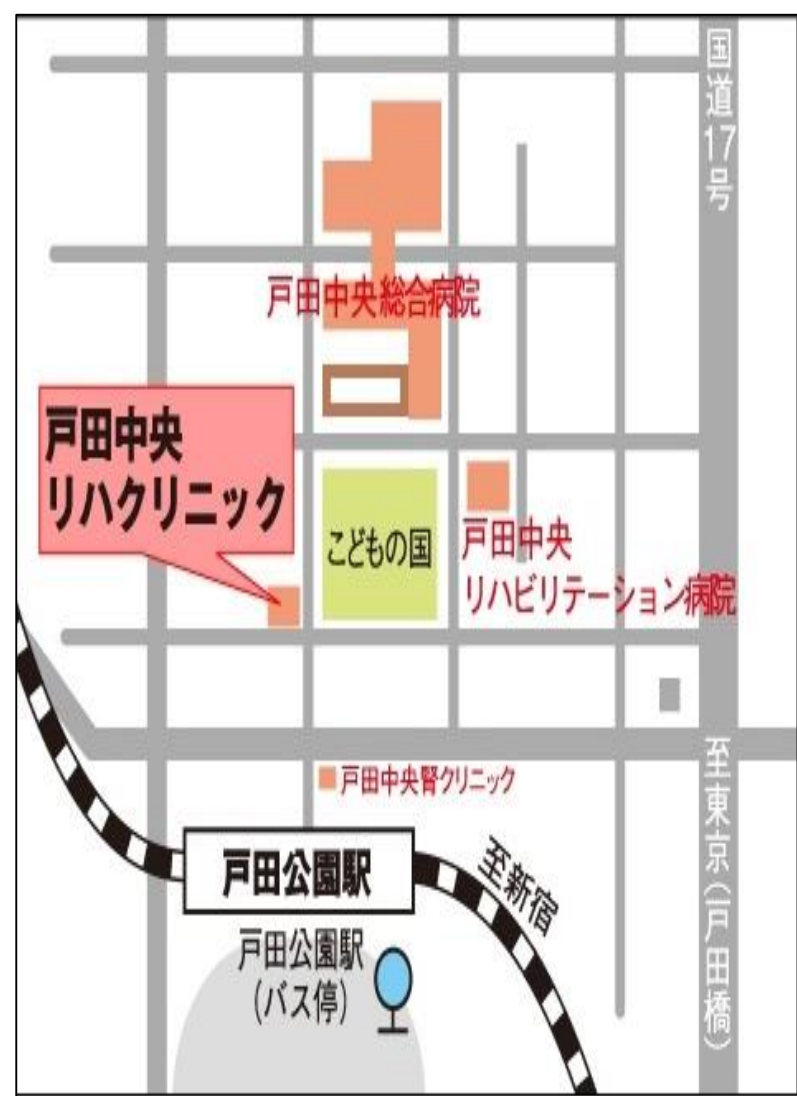 国道17号
戸田中央総合病院
戸田中央
リハクリニック
こどもの国
戸田中央
リハビリテーション病院
戸田中央腎クリニック
至東京(戸田橋)
戸田公園駅
至新宿
戸田公園駅
(バス停)